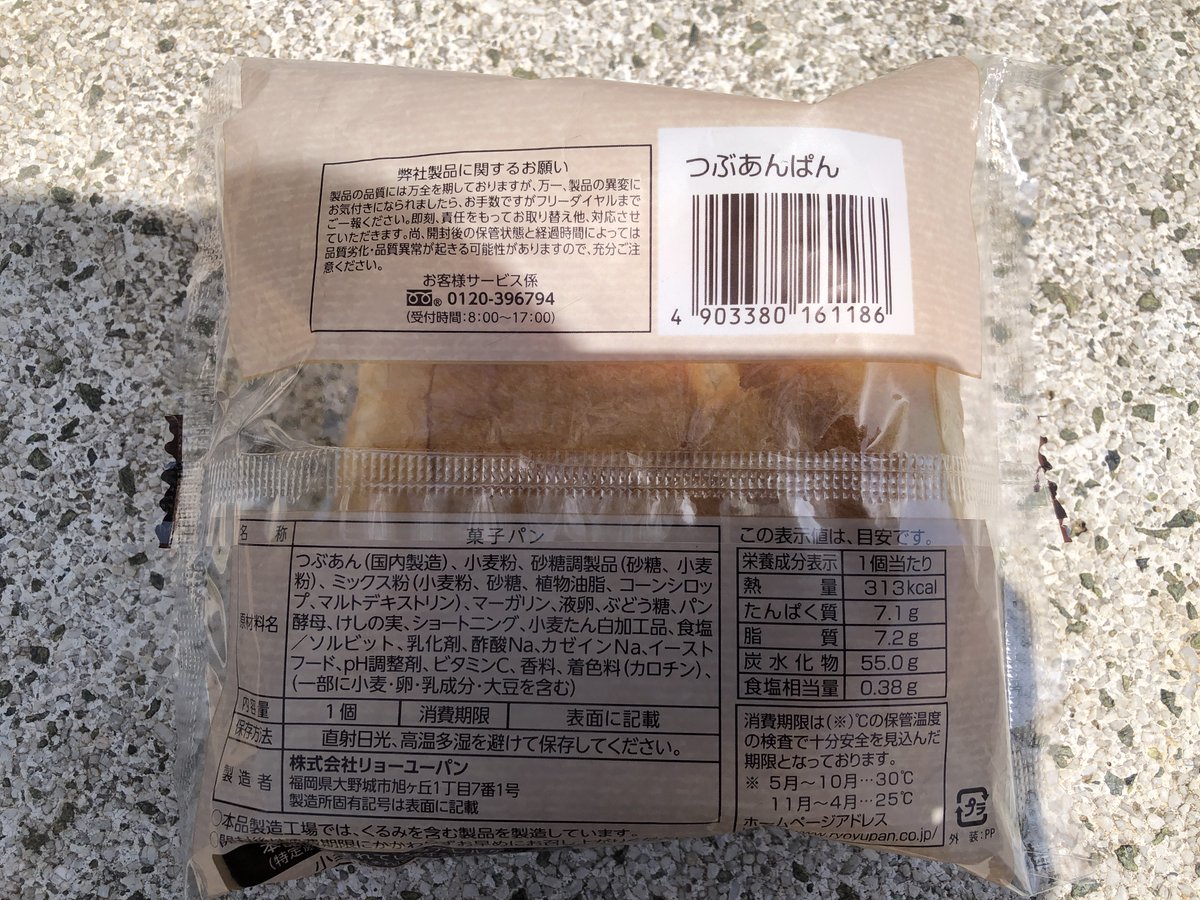 弊社製品に関するお願い
製品の品質には万全を期しておりますが、万一、製品の異変に
お気付きになられましたら、お手数ですがフリーダイヤルまで
ご一報ください。即刻、責任をもってお取り替え他、対応させ
ていただきます。尚、開封後の保管状態と経過時間によっては
品質劣化・品質異常が起きる可能性がありますので、充分ご注
意ください。
お客様サービス係
® 0120-396794
(受付時間:8:00〜17:00)
つぶあんぱん
4 903380 161186
名 称 菓子パン
原材料名 つぶあん(国内製造)、小麦粉、砂糖調製品(砂糖、小麦
粉)、ミックス粉(小麦粉、砂糖、植物油脂、コーンシロッ
プ、マルトデキストリン)、マーガリン、液卵、ぶどう糖、パン
酵母、けしの実、ショートニング、小麦たん白加工品、食塩
/ソルビット、乳化剤、酢酸Na、カゼインNa、イースト
フード、pH調整剤、ビタミンC、香料、着色料(カロチン)、
(一部に小麦・卵・乳成分・大豆を含む)
内容量 1個 消費期限 表面に記載
保存方法 直射日光、高温多湿を避けて保存してください。
製造者 株式会社リョーユーパン
福岡県大野城市旭ヶ丘1丁目7番1号
製造所固有記号は表面に記載
○本品製造工場では、くるみを含む製品を製造しています。
この表示値は、目安です。
栄養成分表示 1個当たり
熱 量 313kcal
たんぱく質 7.1g
脂 質 7.2g
炭水化物 55.0g
食塩相当量 0.38g
消費期限は(※)℃の保管温度
の検査で十分安全を見込んだ
期限となっております。
※ 5月〜10月…30℃
11月〜4月…25℃
ホームページアドレス
ryoyupan.co.jp/
プラ
外 装:PP